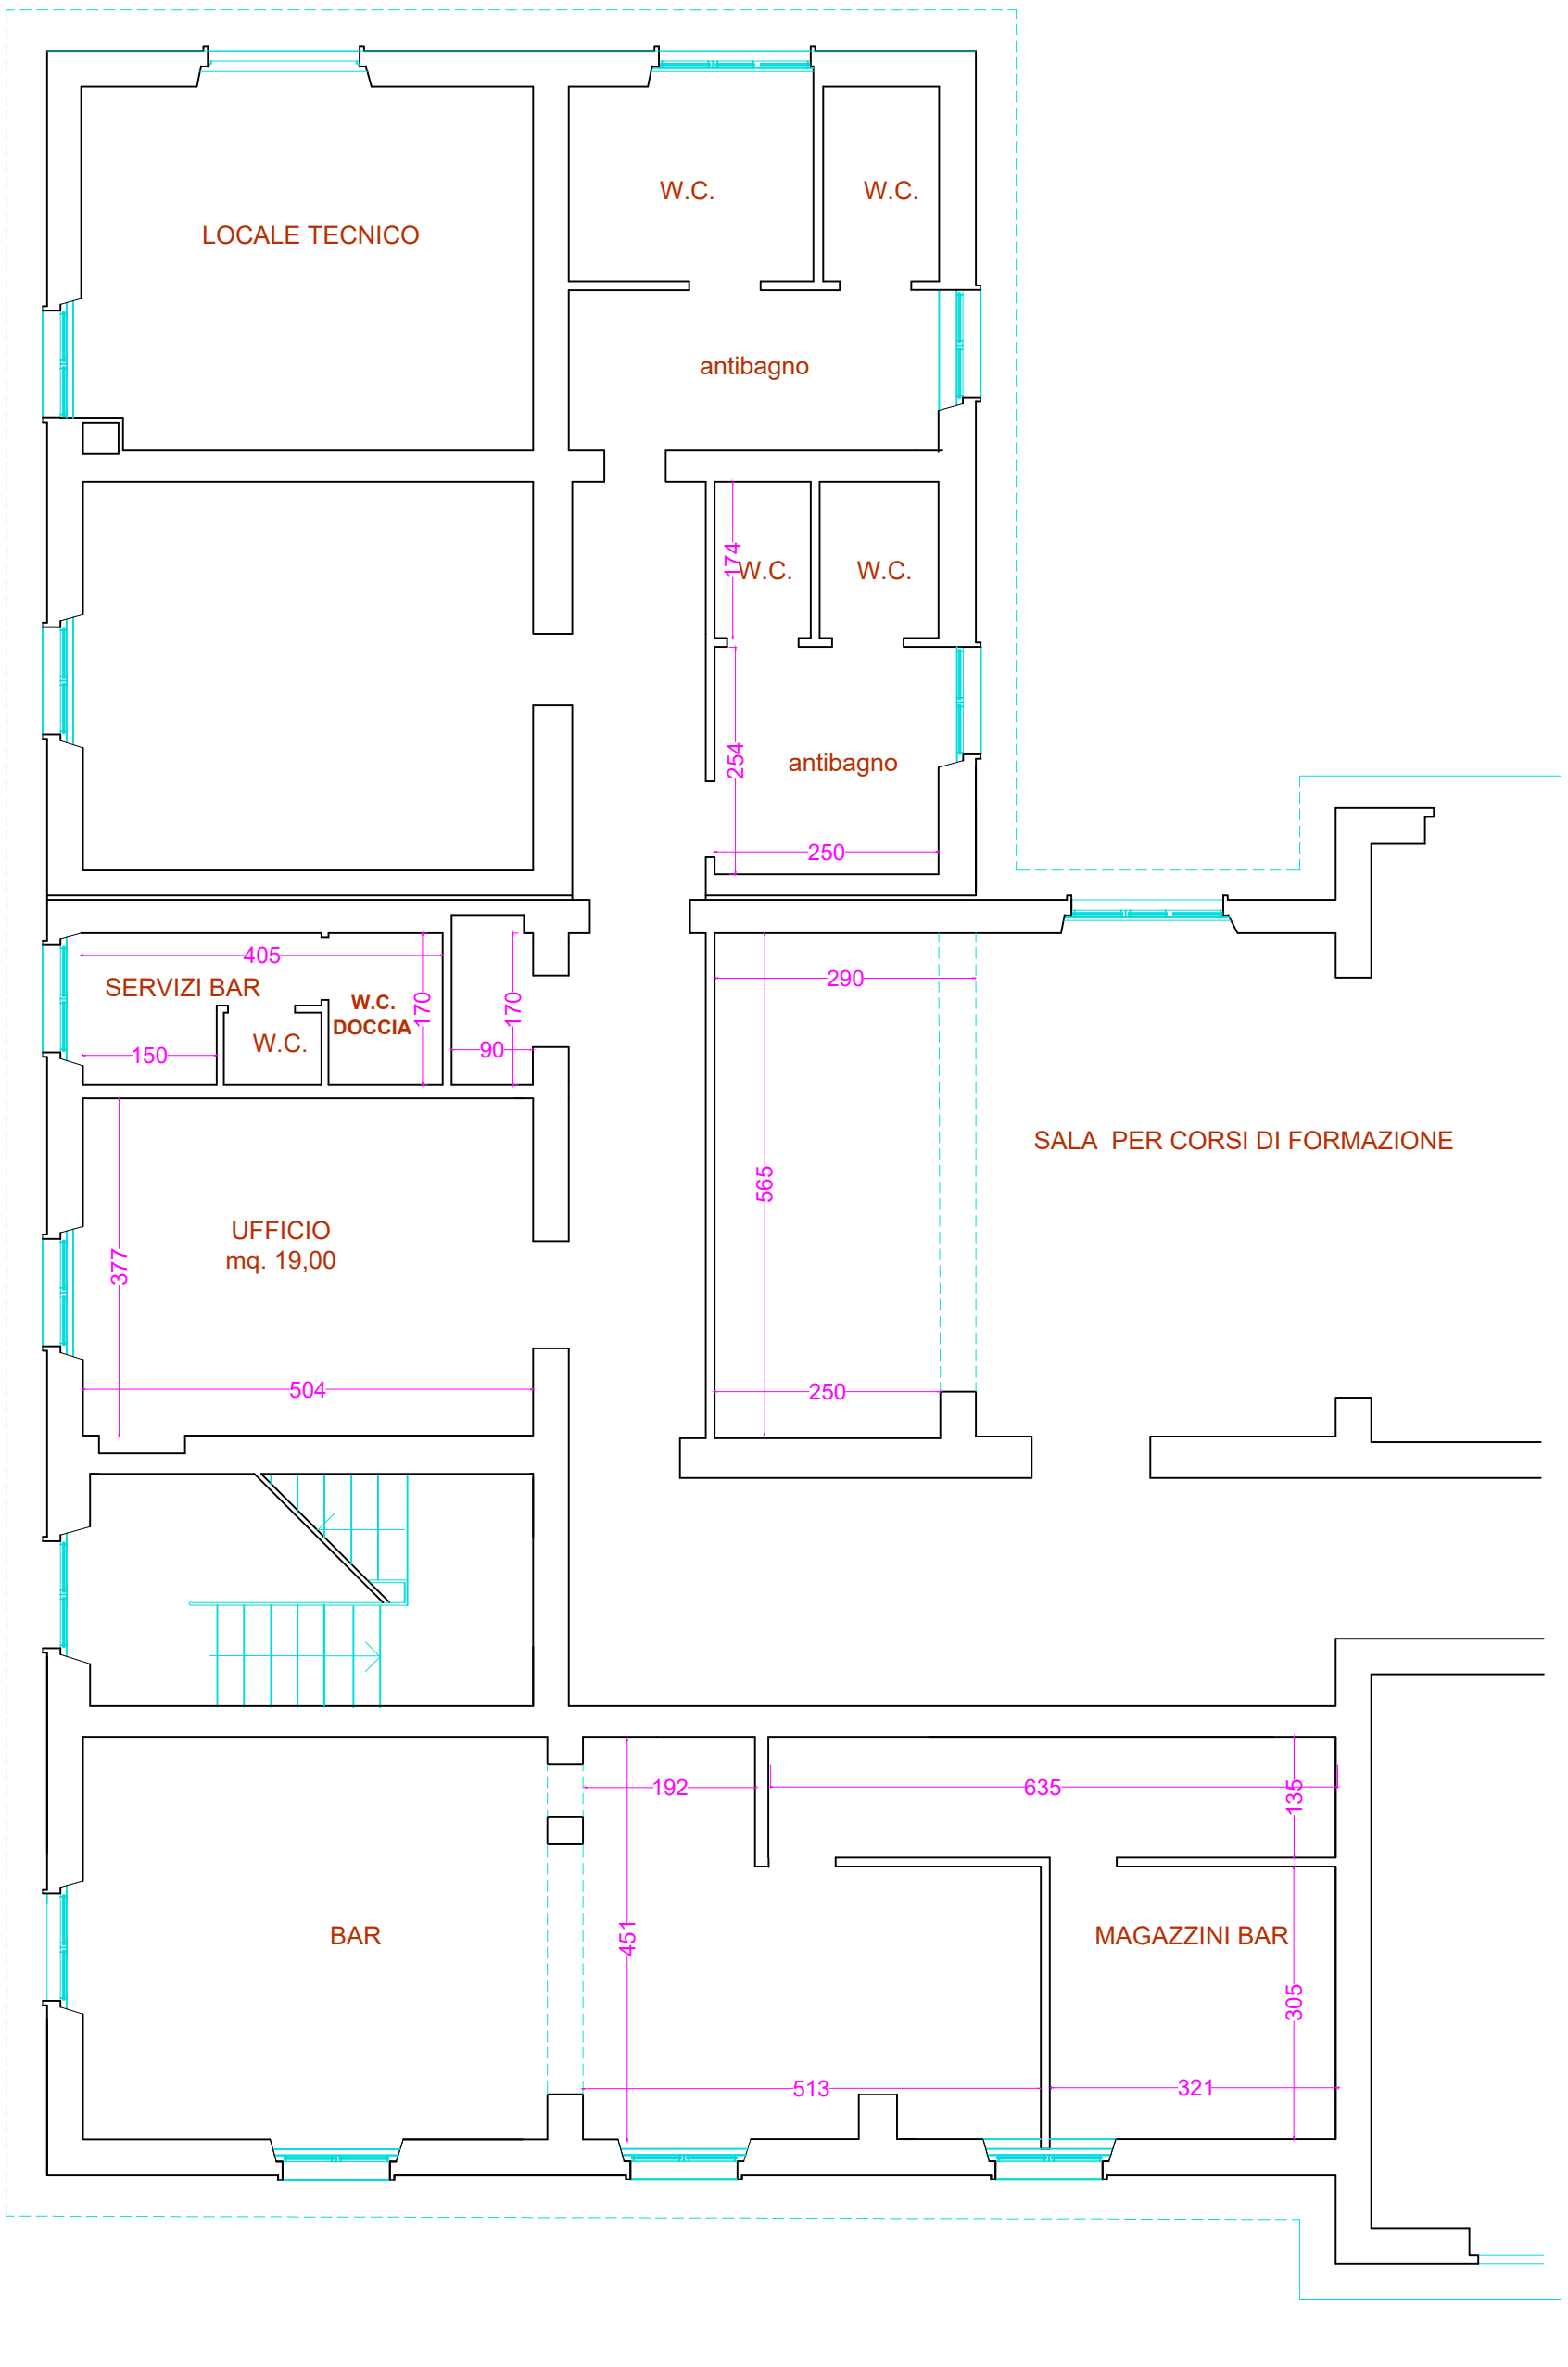 W.C.
W.C.
LOCALE TECNICO
antibagno
174
W.C.
W.C.
254
antibagno
250
405
290
SERVIZI BAR
W.C.
DOCCIA
170
170
W.C.
150
90
SALA  PER CORSI DI FORMAZIONE
565
UFFICIO
mq. 19,00
377
504
250
192
635
135
BAR
451
MAGAZZINI BAR
305
513
321